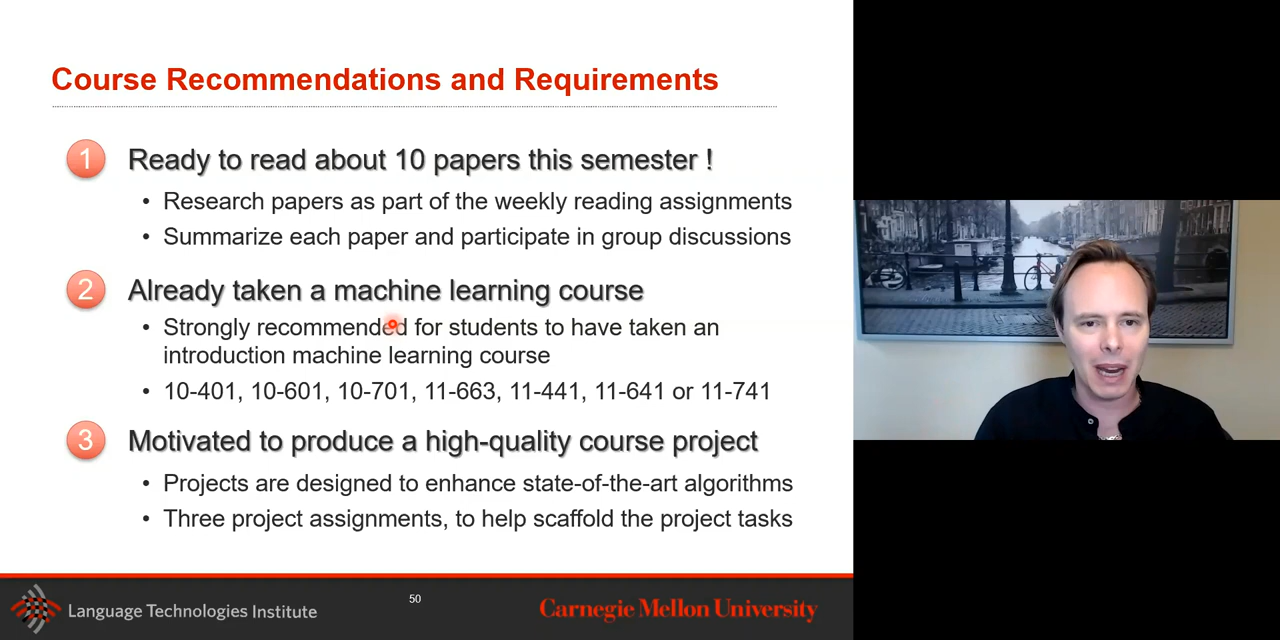 Course Recommendations and Requirements
1 Ready to read about 10 papers this semester !
• Research papers as part of the weekly reading assignments
• Summarize each paper and participate in group discussions
2 Already taken a machine learning course
• Strongly recommended for students to have taken an
introduction machine learning course
• 10-401, 10-601, 10-701, 11-663, 11-441, 11-641 or 11-741
3 Motivated to produce a high-quality course project
• Projects are designed to enhance state-of-the-art algorithms
• Three project assignments, to help scaffold the project tasks
Language Technologies Institute
50
Carnegie Mellon University